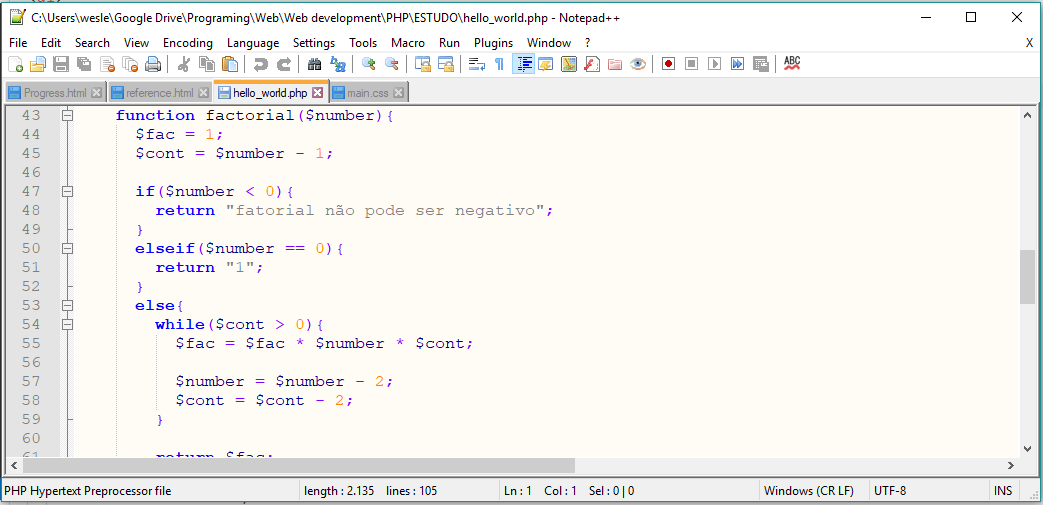 C:\Users\wesle\Google Drive\Programing\Web\Web development\PHP\ESTUDO\hello_world.php - Notepad++
File Edit Search View Encoding Language Settings Tools Macro Run Plugins Window ? X
ABC
Progress.html reference.html hello_world.php main.css
43 function factorial($number){
44 $fac = 1;
45 $cont = $number - 1;
46
47 if($number < 0){
48 return "fatorial não pode ser negativo";
49 }
50 elseif($number == 0){
51 return "1";
52 }
53 else{
54 while($cont > 0){
55 $fac = $fac * $number * $cont;
56
57 $number = $number - 2;
58 $cont = $cont - 2;
59 }
60
61 return $fac;
PHP Hypertext Preprocessor file length : 2.135 lines : 105 Ln : 1 Col : 1 Sel : 0 | 0 Windows (CR LF) UTF-8 INS